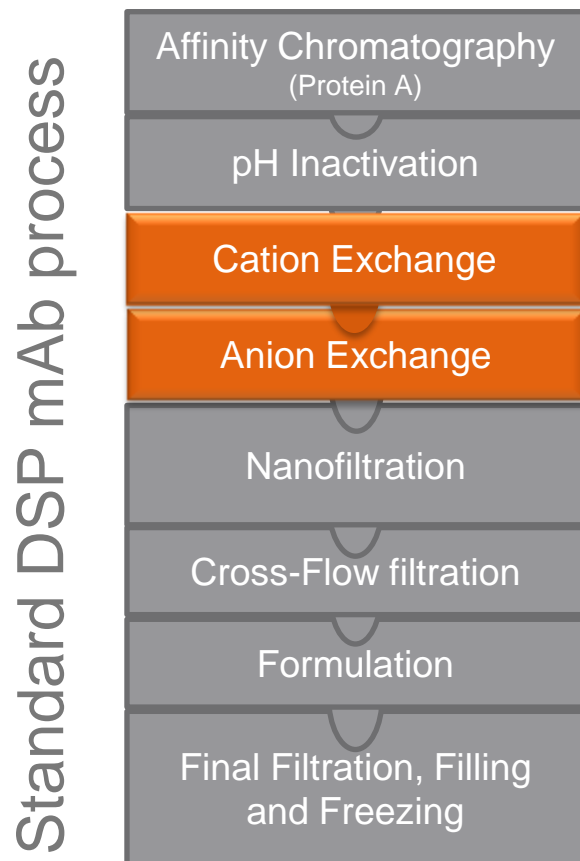 Standard DSP mAb process
Affinity Chromatography
(Protein A)
pH Inactivation
Cation Exchange
Anion Exchange
Nanofiltration
Cross-Flow filtration
Formulation
Final Filtration, Filling
and Freezing